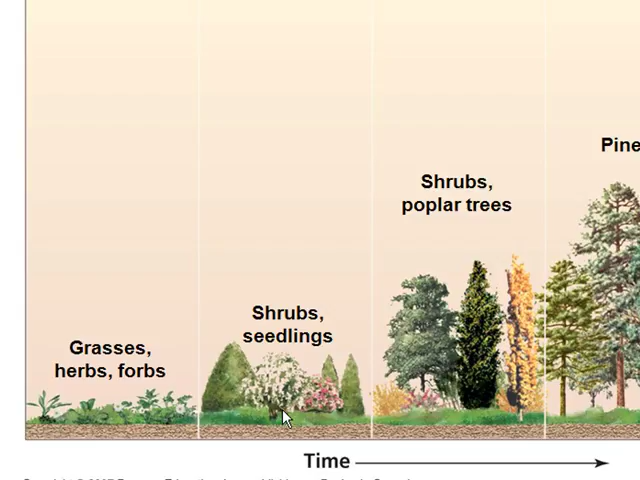 Pine
Shrubs,
poplar trees
Shrubs,
seedlings
Grasses,
herbs, forbs
Time